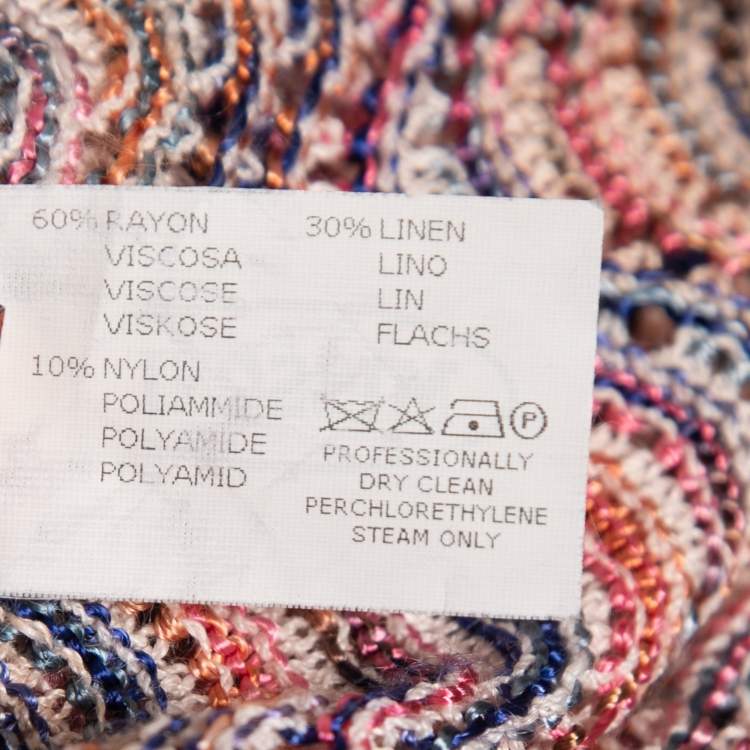 60% RAYON
VISCOSA
VISCOSE
VISKOSE
10% NYLON
POLIAMMIDE
POLYAMIDE
POLYAMID
30% LINEN
LINO
LIN
FLACHS
P
PROFESSIONALLY
DRY CLEAN
PERCHLORETHYLENE
STEAM ONLY